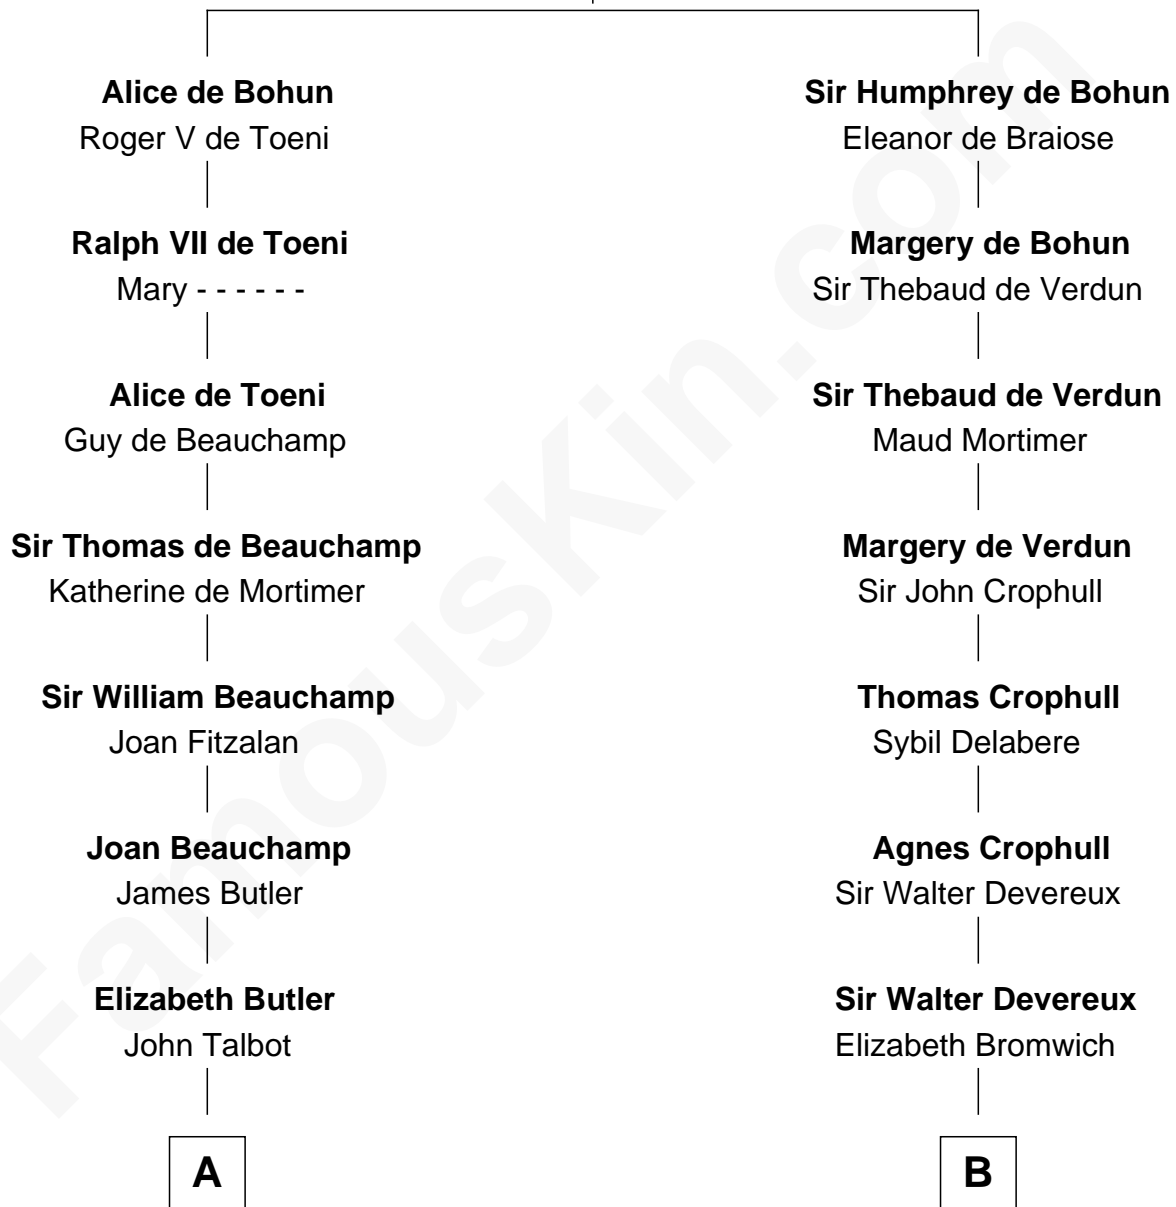 Alice de Bohun
Roger V de Toeni
Ralph VII de Toeni
Mary - - - - - -
Alice de Toeni
Guy de Beauchamp
Sir Thomas de Beauchamp
Katherine de Mortimer
Sir William Beauchamp
Joan Fitzalan
Joan Beauchamp
James Butler
Elizabeth Butler
John Talbot
A
Sir Humphrey de Bohun
Eleanor de Braiose
Margery de Bohun
Sir Thebaud de Verdun
Sir Thebaud de Verdun
Maud Mortimer
Margery de Verdun
Sir John Crophull
Thomas Crophull
Sybil Delabere
Agnes Crophull
Sir Walter Devereux
Sir Walter Devereux
Elizabeth Bromwich
B
FamousKin.com